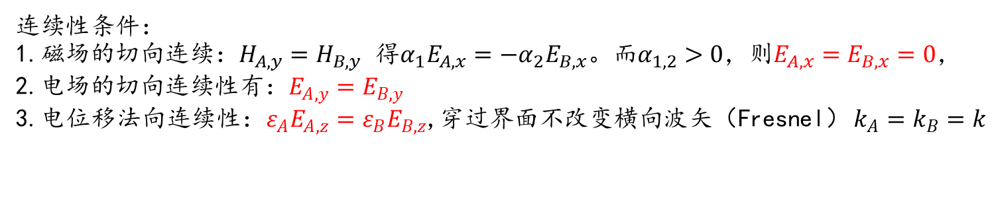 连续性条件：
1.磁场的切向连续：$H_{A,y} = H_{B,y}$ 得$\alpha_1 E_{A,x} = -\alpha_2 E_{B,x}$。而$\alpha_{1,2} > 0$，则$E_{A,x} = E_{B,x} = 0$，
2.电场的切向连续性有：$E_{A,y} = E_{B,y}$
3.电位移法向连续性：$\varepsilon_A E_{A,z} = \varepsilon_B E_{B,z}$,穿过界面不改变横向波矢（Fresnel）$k_A = k_B = k$